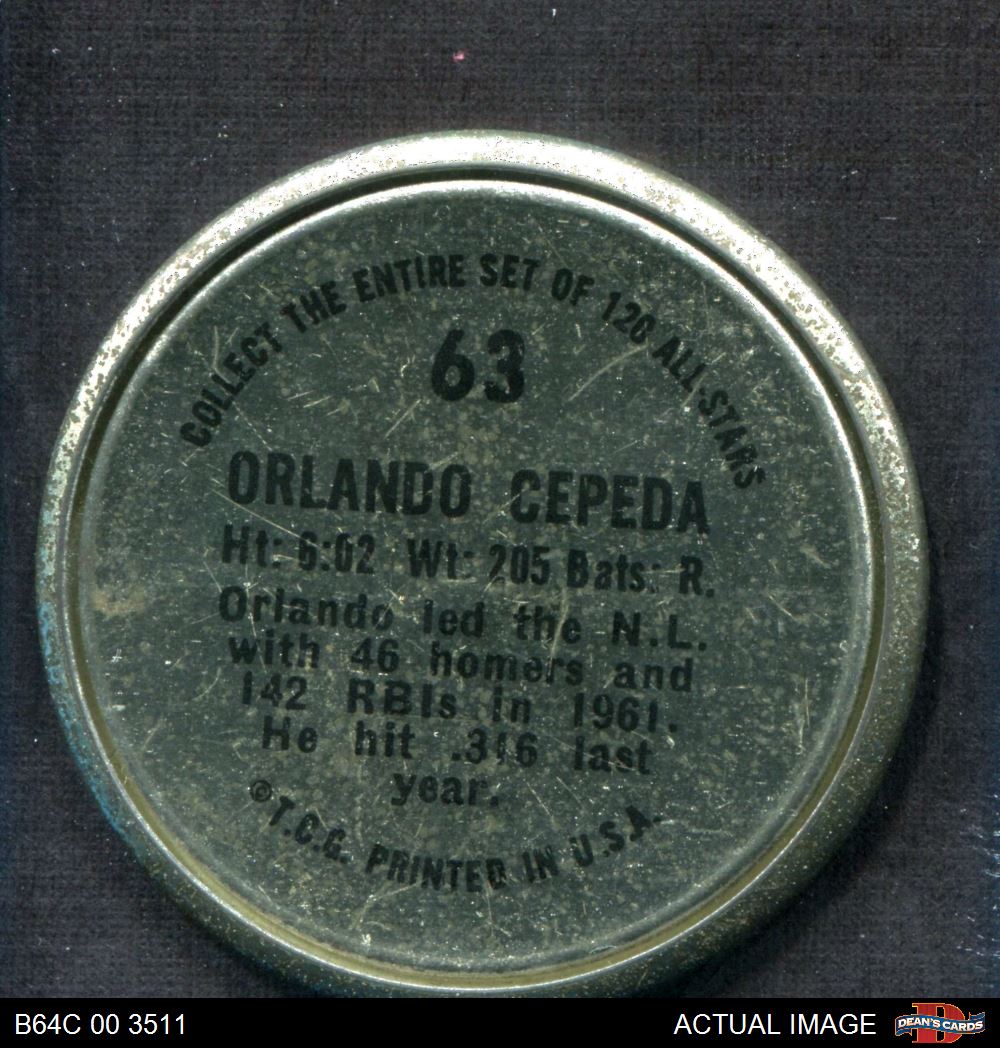 COLLECT THE ENTIRE SET OF 120 ALL-STARS
63
ORLANDO CEPEDA
Ht: 6:02 Wt: 205 Bats: R.
Orlando led the N.L.
with 46 homers and
142 RBIs in 1961.
He hit .316 last
year.
© T.C.G. PRINTED IN U.S.A.
B64C 00 3511
ACTUAL IMAGE
D
DEAN'S CARDS